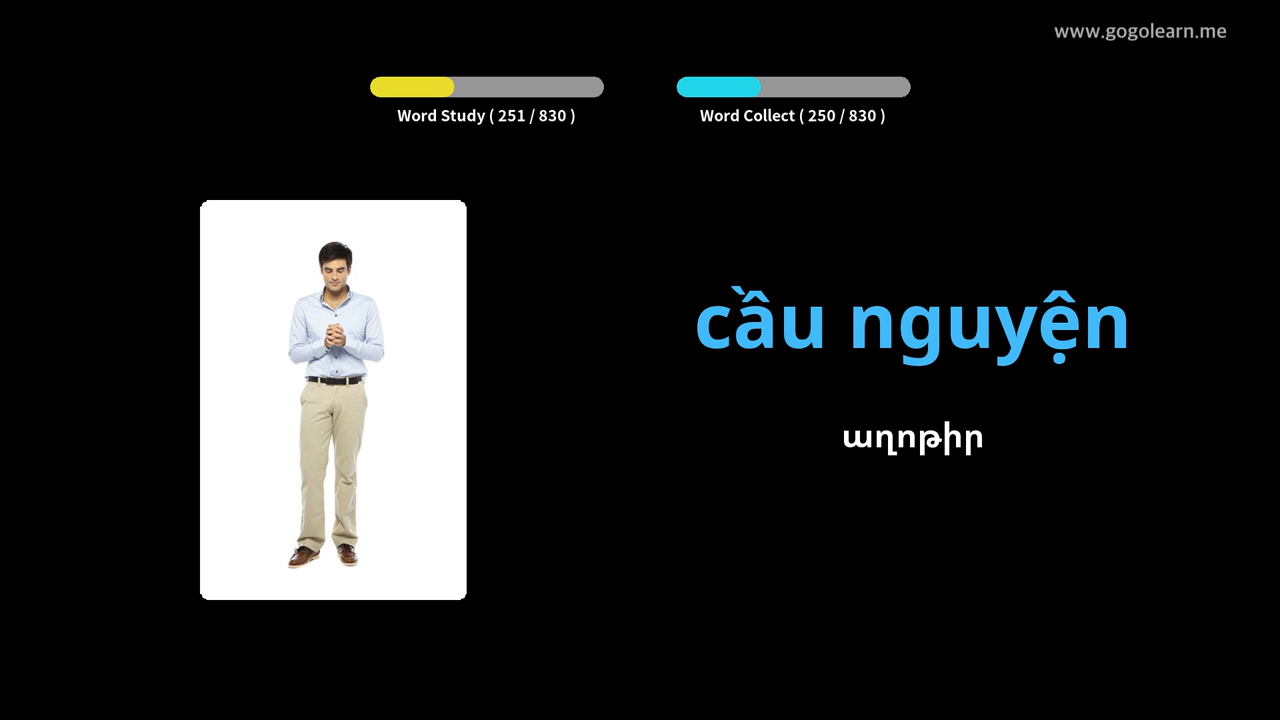 www.gogolearn.me
Word Study ( 251 / 830 )
Word Collect ( 250 / 830 )
cầu nguyện
աղոթիր